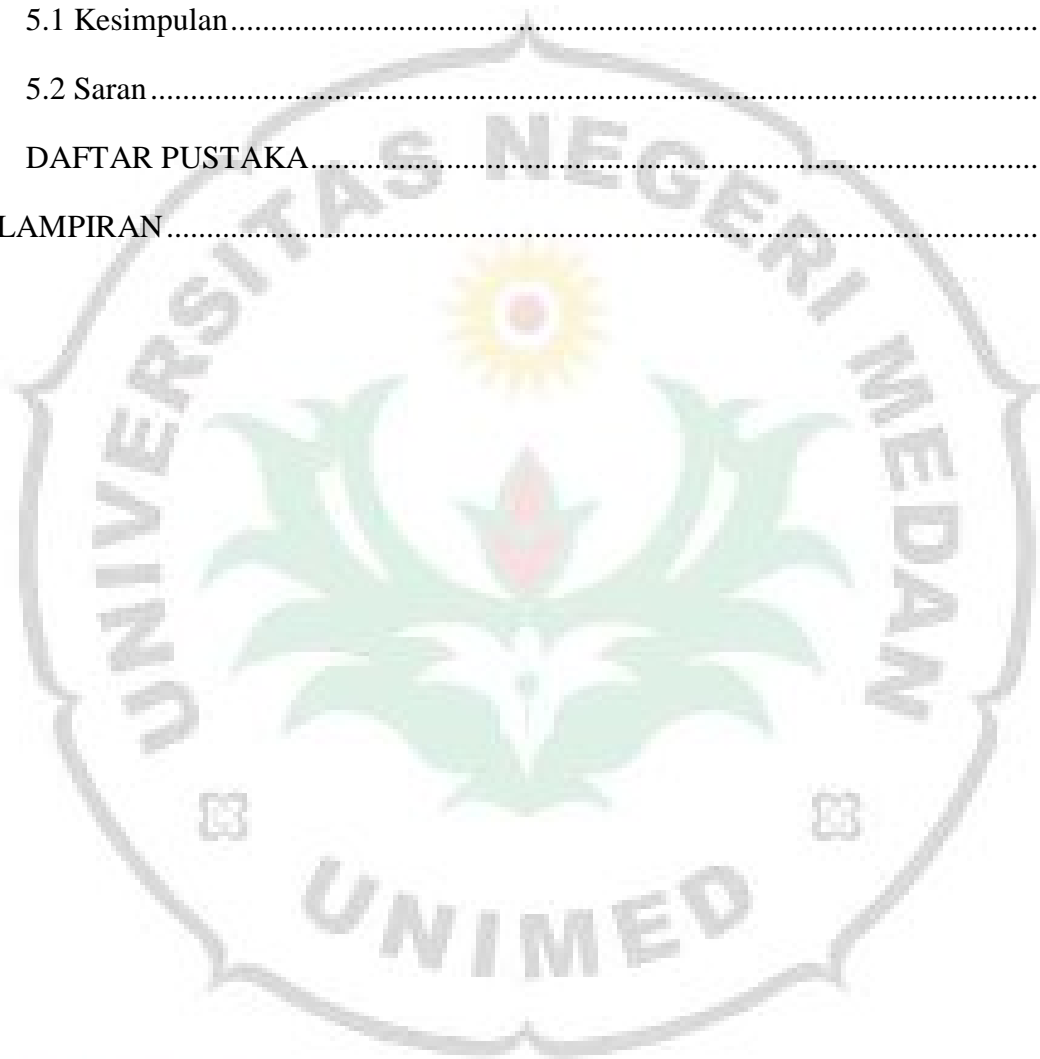 5.1 Kesimpulan........................................................................................................
5.2 Saran..................................................................................................................
DAFTAR PUSTAKA..............................................................................................
LAMPIRAN...............................................................................................................
UNIVERSITAS NEGERI MEDAN
UNIMED